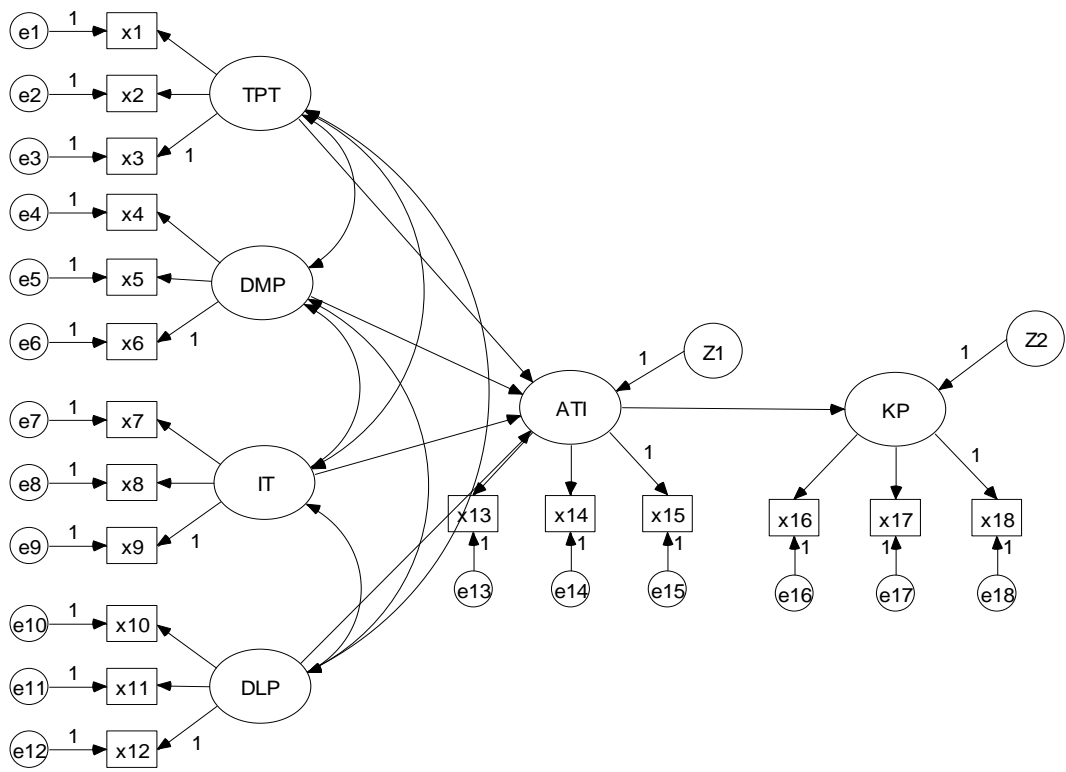 e1 1 x1
TPT
e2 1 x2
e3 1 x3 1
e4 1 x4
e5 1 x5
DMP
e6 1 x6 1
Z1
1
Z2
1
ATI
KP
e7 1 x7
e8 1 x8
IT
e9 1 x9 1
1
1
x13 x14 x15
x16 x17 x18
1 1 1
1 1 1
e13 e14 e15
e16 e17 e18
e10 1 x10
e11 1 x11
DLP
e12 1 x12 1